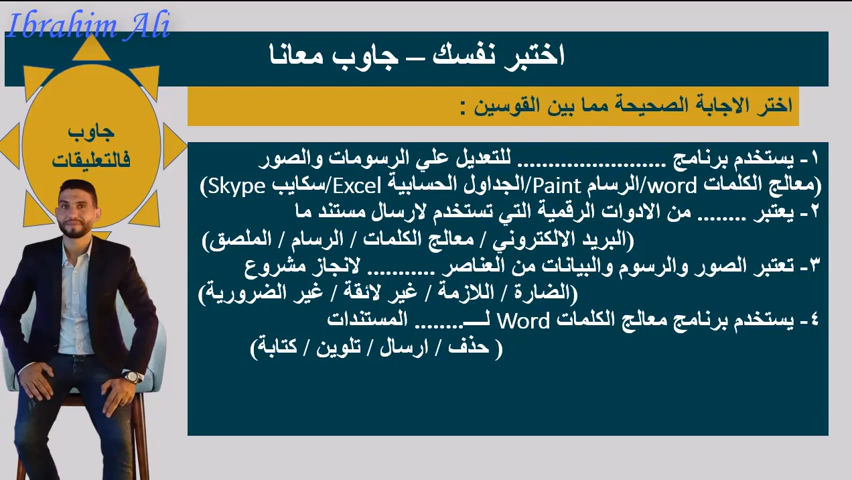 Ibrahim Ali
اختبر نفسك – جاوب معانا
جاوب
فالتعليقات
اختر الاجابة الصحيحة مما بين القوسين :
١- يستخدم برنامج ........................ للتعديل علي الرسومات والصور
(معالج الكلمات word/الرسام Paint/الجداول الحسابية Excel/سكايب Skype)
٢- يعتبر ........ من الادوات الرقمية التي تستخدم لارسال مستند ما
(البريد الالكتروني / معالج الكلمات / الرسام / الملصق)
٣- تعتبر الصور والرسوم والبيانات من العناصر ........... لانجاز مشروع
(الضارة / اللازمة / غير لائقة / غير الضرورية)
٤- يستخدم برنامج معالج الكلمات Word لـــ........ المستندات
( حذف / ارسال / تلوين / كتابة)